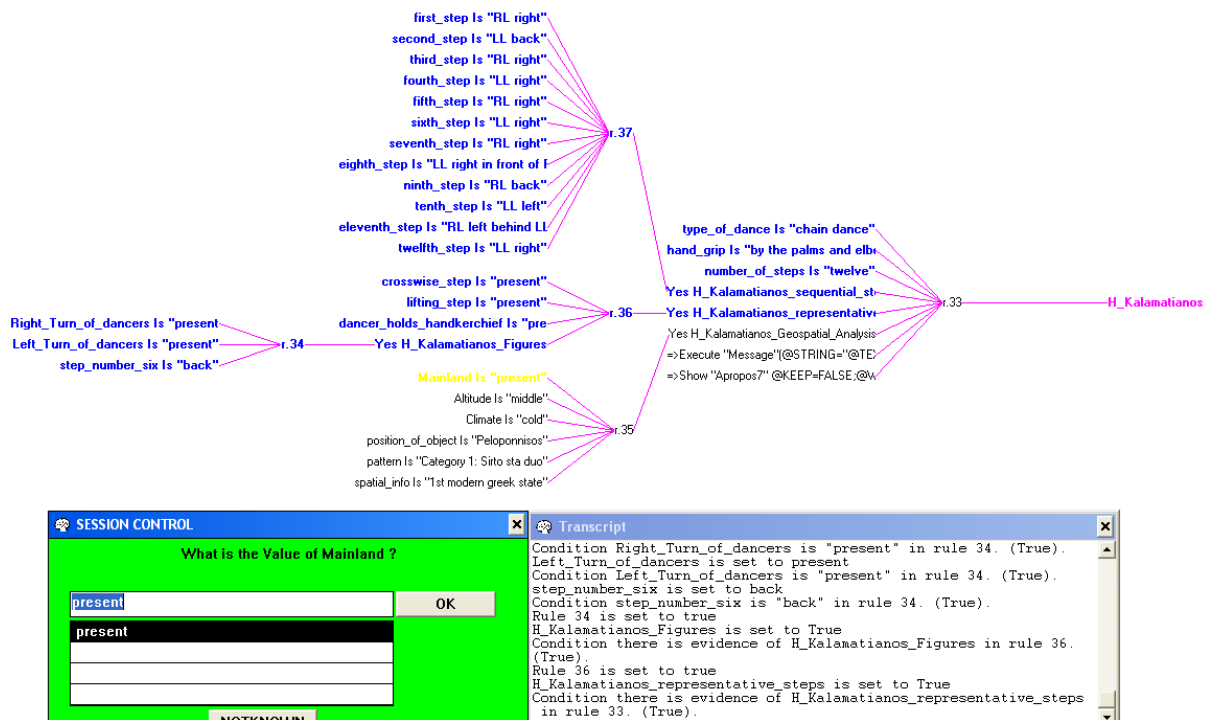 first_step Is "RL right"
second_step Is "LL back"
third_step Is "RL right"
fourth_step Is "LL right"
fifth_step Is "RL right"
sixth_step Is "LL right"
seventh_step Is "RL right"
eighth_step Is "LL right in front of
ninth_step Is "RL back"
tenth_step Is "LL left"
eleventh_step Is "RL left behind LL
twelfth_step Is "LL right"
r.37
crosswise_step Is "present"
lifting_step Is "present"
dancer_holds_handkerchief Is "pre
Yes H_Kalamatianos_Figures
r.36
Right_Turn_of_dancers Is "present
Left_Turn_of_dancers Is "present"
step_number_six Is "back"
r.34
Mainland Is "present"
Altitude Is "middle"
Climate Is "cold"
position_of_object Is "Peloponnisos"
pattern Is "Category 1: Sirto sta duo"
spatial_info Is "1st modern greek state"
r.35
type_of_dance Is "chain dance"
hand_grip Is "by the palms and elb
number_of_steps Is "twelve"
Yes H_Kalamatianos_sequential_st
Yes H_Kalamatianos_representativ
Yes H_Kalamatianos_Geospatial_Analysis
=>Execute "Message"(@STRING="@TE
=>Show "Apropos7" @KEEP=FALSE;@W
r.33
H_Kalamatianos
SESSION CONTROL
What is the Value of Mainland ?
present
OK
present
NOTKNOWN
Transcript
Condition Right_Turn_of_dancers is "present" in rule 34. (True).
Left_Turn_of_dancers is set to present
Condition Left_Turn_of_dancers is "present" in rule 34. (True).
step_number_six is set to back
Condition step_number_six is "back" in rule 34. (True).
Rule 34 is set to true
H_Kalamatianos_Figures is set to True
Condition there is evidence of H_Kalamatianos_Figures in rule 36.
(True).
Rule 36 is set to true
H_Kalamatianos_representative_steps is set to True
Condition there is evidence of H_Kalamatianos_representative_steps
in rule 33. (True).